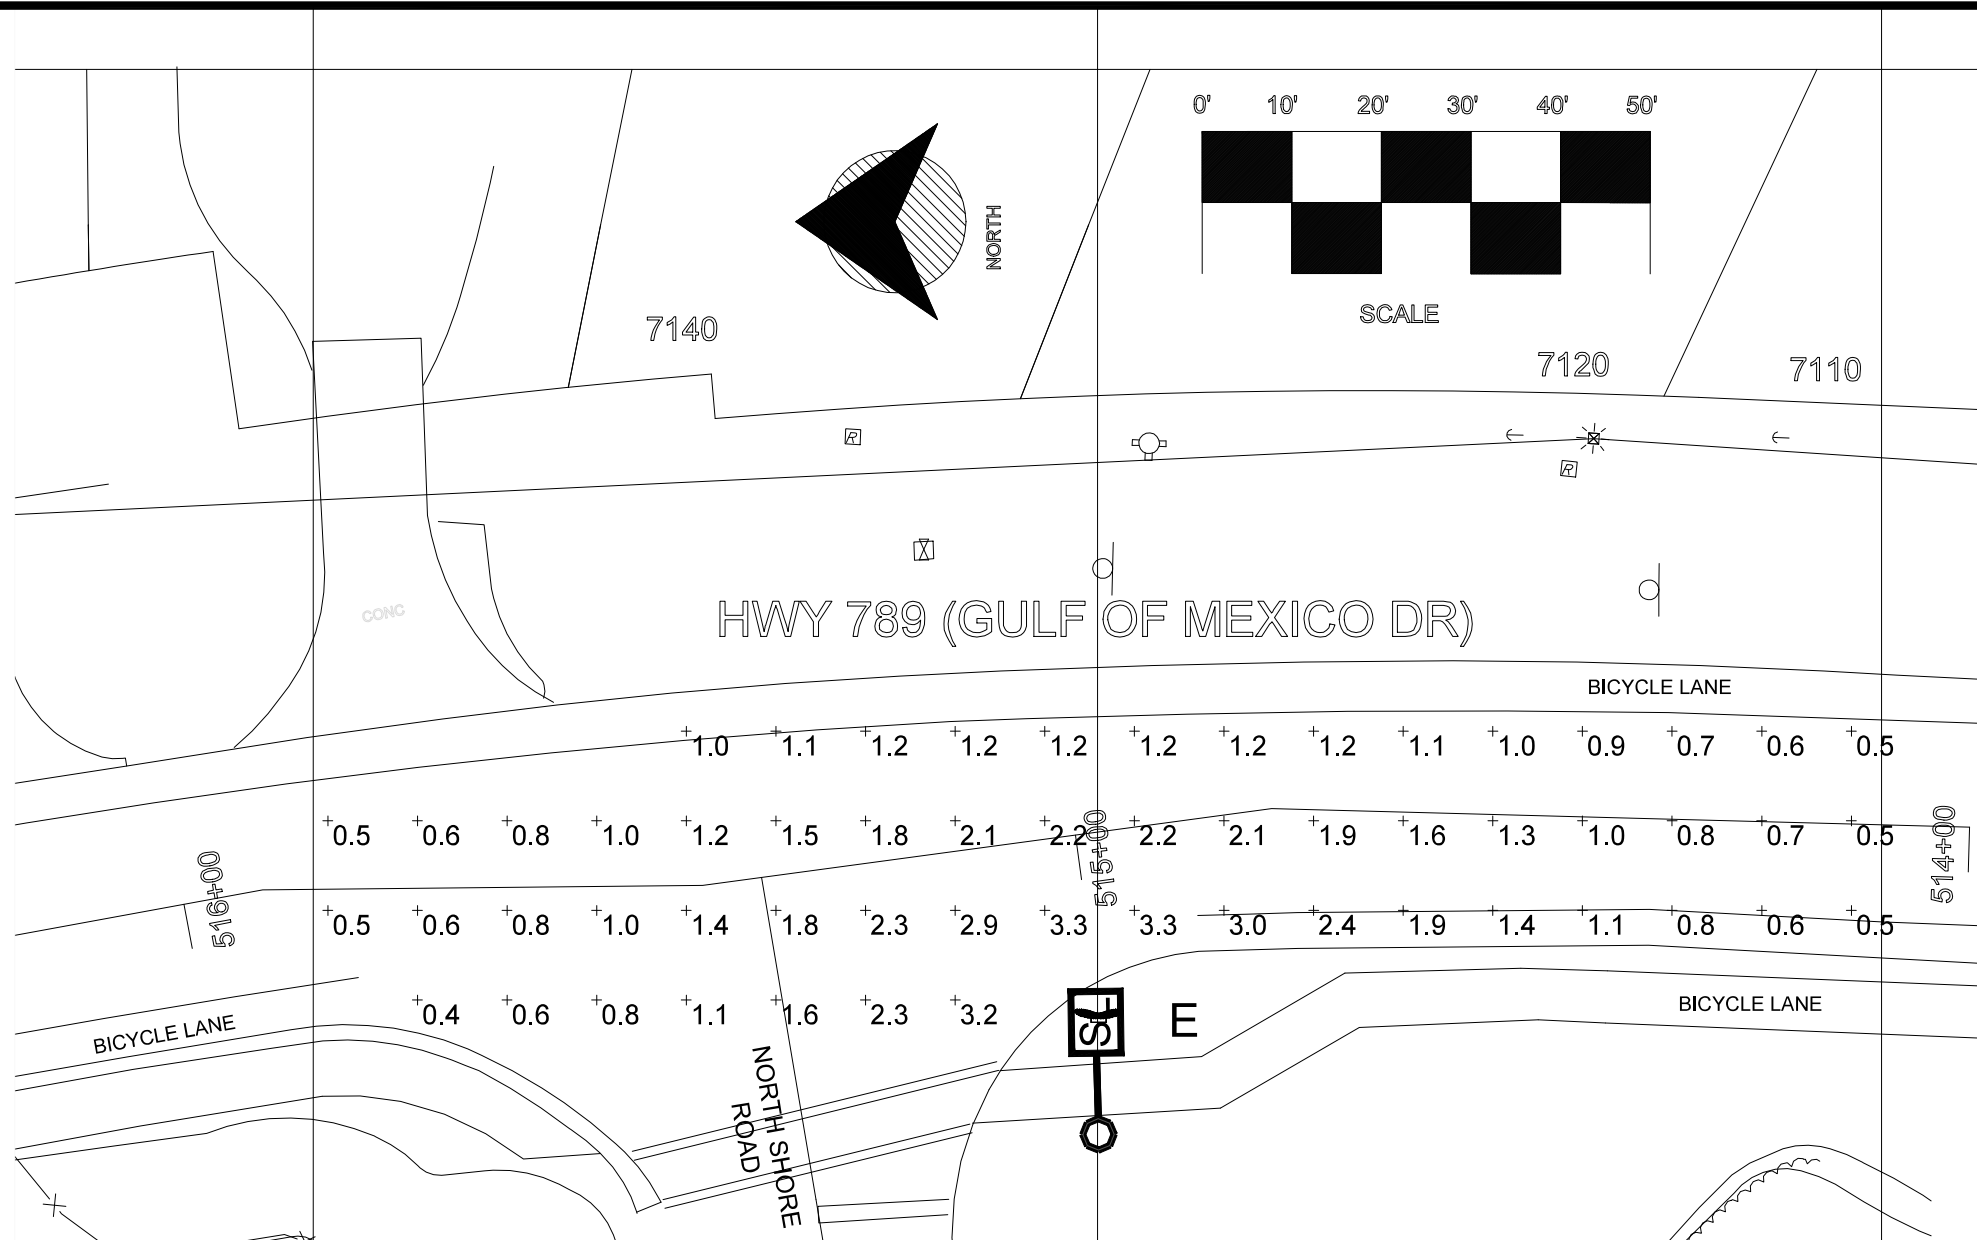 0' 10' 20' 30' 40' 50'
NORTH
SCALE
7140
7120
7110
R
R
CONC
HWY 789 (GULF OF MEXICO DR)
BICYCLE LANE
1.0 1.1 1.2 1.2 1.2 1.2 1.2 1.2 1.1 1.0 0.9 0.7 0.6 0.5
0.5 0.6 0.8 1.0 1.2 1.5 1.8 2.1 2.2 2.2 2.1 1.9 1.6 1.3 1.0 0.8 0.7 0.5
516+00
515+00
514+00
0.5 0.6 0.8 1.0 1.4 1.8 2.3 2.9 3.3 3.3 3.0 2.4 1.9 1.4 1.1 0.8 0.6 0.5
0.4 0.6 0.8 1.1 1.6 2.3 3.2
SL
E
BICYCLE LANE
BICYCLE LANE
NORTH SHORE
ROAD